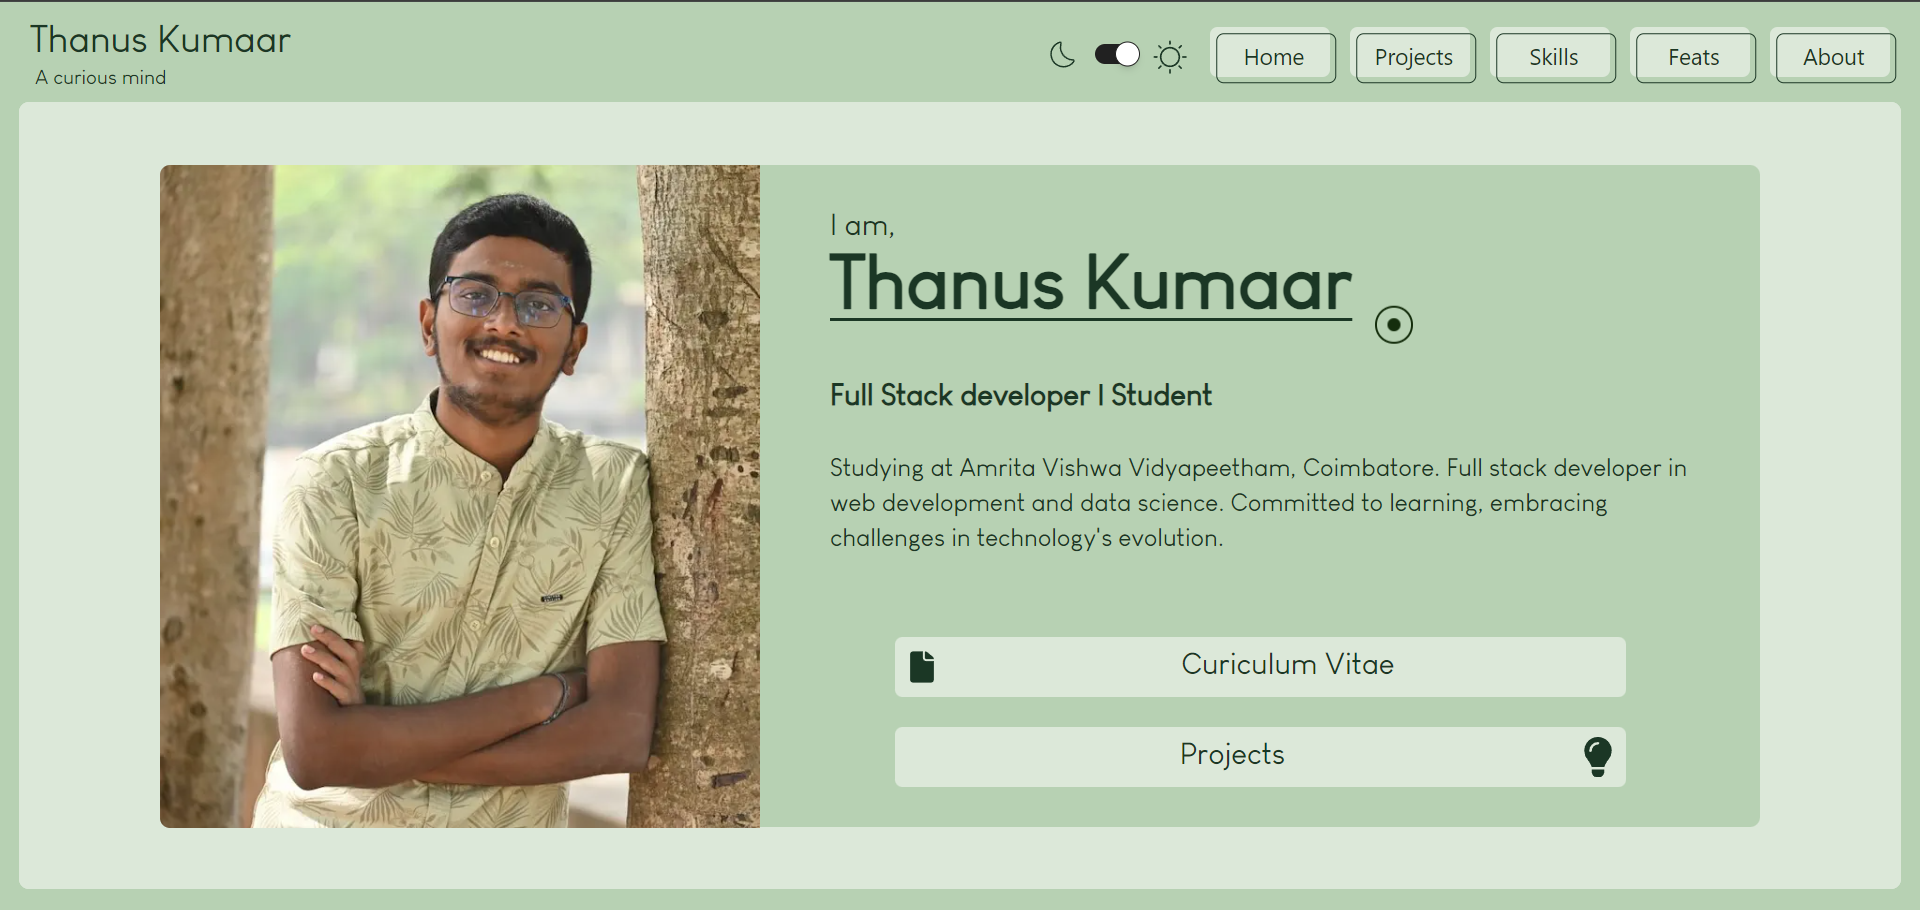 Thanus Kumaar
A curious mind
Home
Projects
Skills
Feats
About
I am,
Thanus Kumaar
Full Stack developer | Student
Studying at Amrita Vishwa Vidyapeetham, Coimbatore. Full stack developer in
web development and data science. Committed to learning, embracing
challenges in technology's evolution.
Curiculum Vitae
Projects